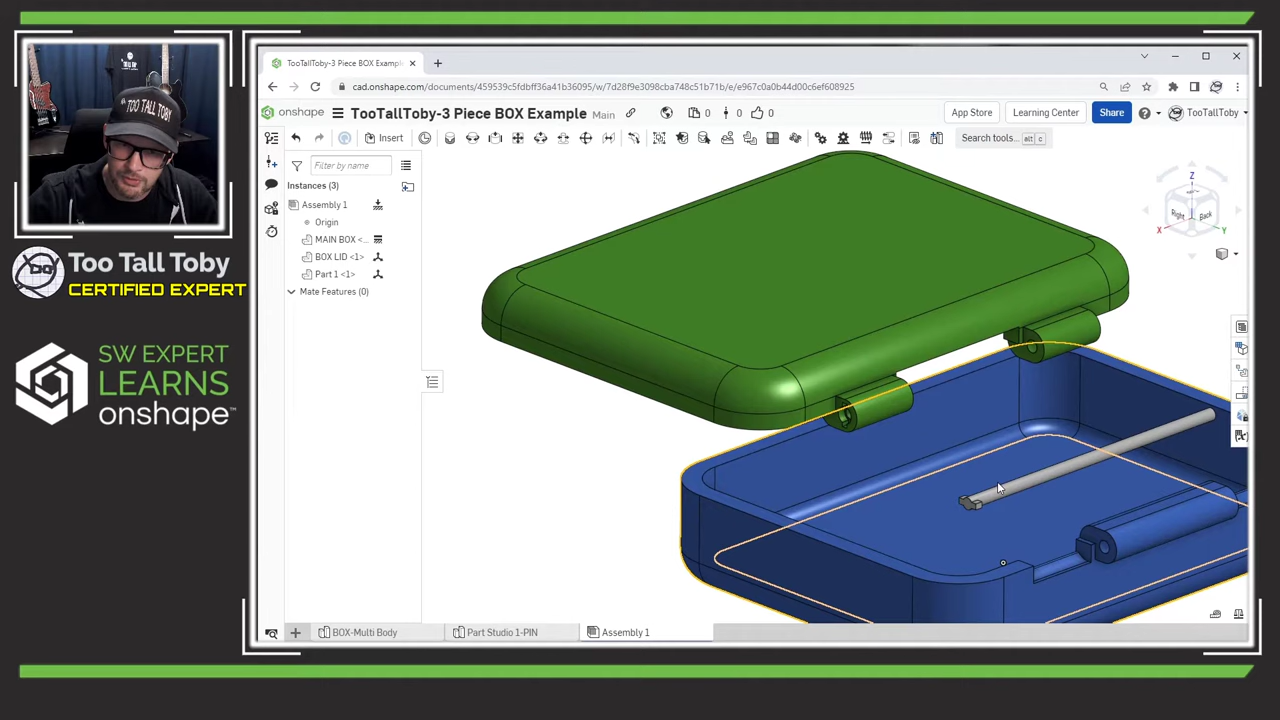 TooTallToby-3 Piece BOX Example
cad.onshape.com/documents/459539c5fdbff36a41b36095/w/7d28f9e3098cba748c51b71b/e/e967c0a0b44d00c6ef608925
onshape
TooTallToby-3 Piece BOX Example
Main
0
0
0
App Store
Learning Center
Share
TooTallToby
Insert
Search tools...
alt
c
Filter by name
Instances (3)
Assembly 1
Origin
MAIN BOX <...
BOX LID <1>
Part 1 <1>
Mate Features (0)
Z
Right
Back
X
Y
TOO TALL TOBY
Too Tall Toby
CERTIFIED EXPERT
SW EXPERT
LEARNS
onshape™
BOX-Multi Body
Part Studio 1-PIN
Assembly 1